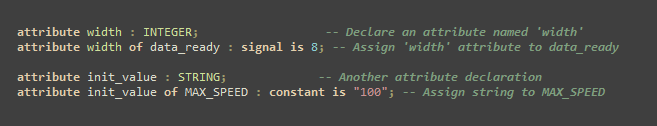 attribute width : INTEGER; -- Declare an attribute named 'width'
attribute width of data_ready : signal is 8; -- Assign 'width' attribute to data_ready
attribute init_value : STRING; -- Another attribute declaration
attribute init_value of MAX_SPEED : constant is "100"; -- Assign string to MAX_SPEED